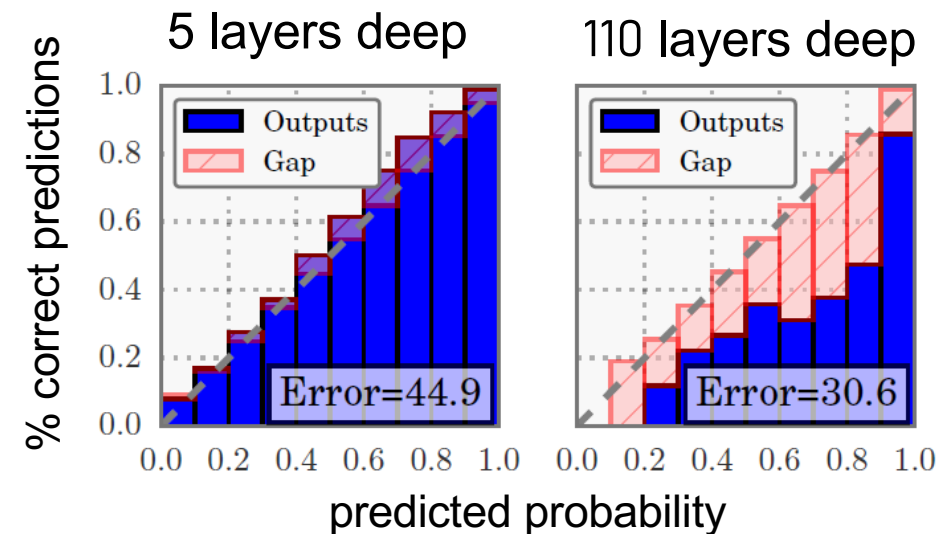 5 layers deep
110 layers deep
% correct predictions
1.0
0.8
0.6
0.4
0.2
0.0
Outputs
Gap
Error=44.9
0.0 0.2 0.4 0.6 0.8 1.0
Outputs
Gap
Error=30.6
0.0 0.2 0.4 0.6 0.8 1.0
predicted probability